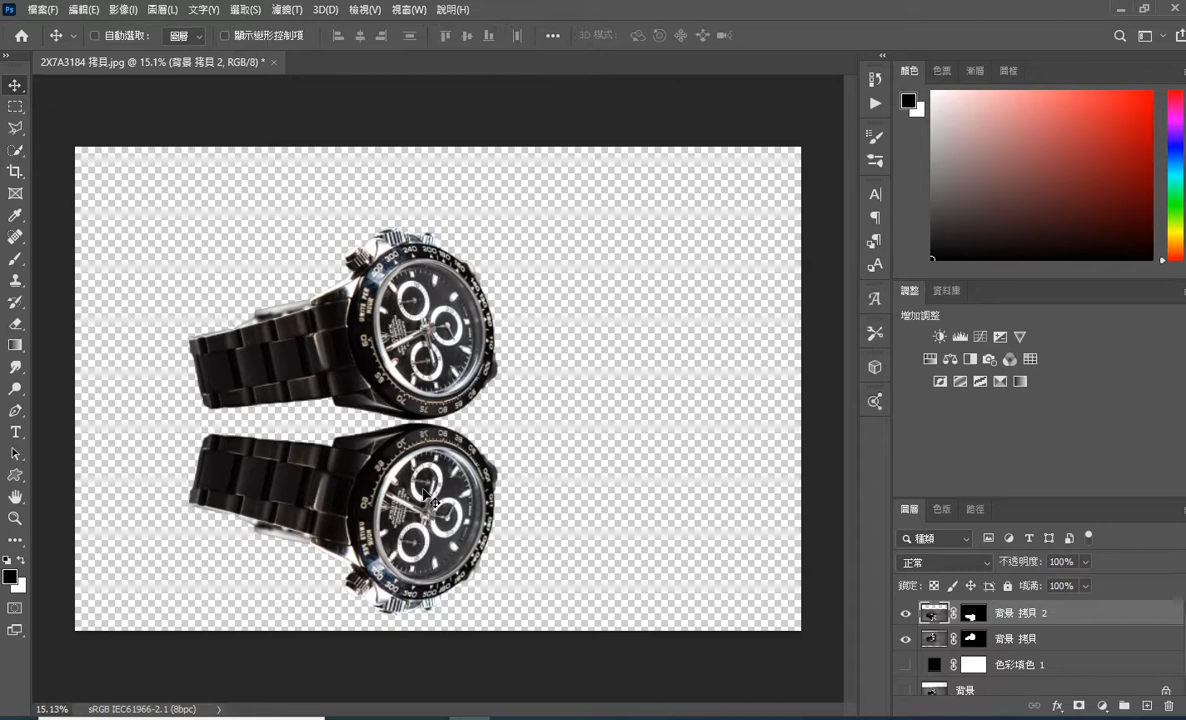 Ps 檔案(F) 編輯(E) 影像(I) 圖層(L) 文字(Y) 選取(S) 濾鏡(T) 3D(D) 檢視(V) 視窗(W) 說明(H)
自動選取： 圖層 顯示變形控制項 3D 模式：
2X7A3184 拷貝.jpg @ 15.1% (背景 拷貝 2, RGB/8) *
顏色 色票 漸層 圖樣
調整 資料庫
增加調整
圖層 色版 路徑
種類
正常 不透明度： 100%
鎖定： 填滿： 100%
背景 拷貝 2
背景 拷貝
色彩填色 1
背景
15.13% sRGB IEC61966-2.1 (8bpc)